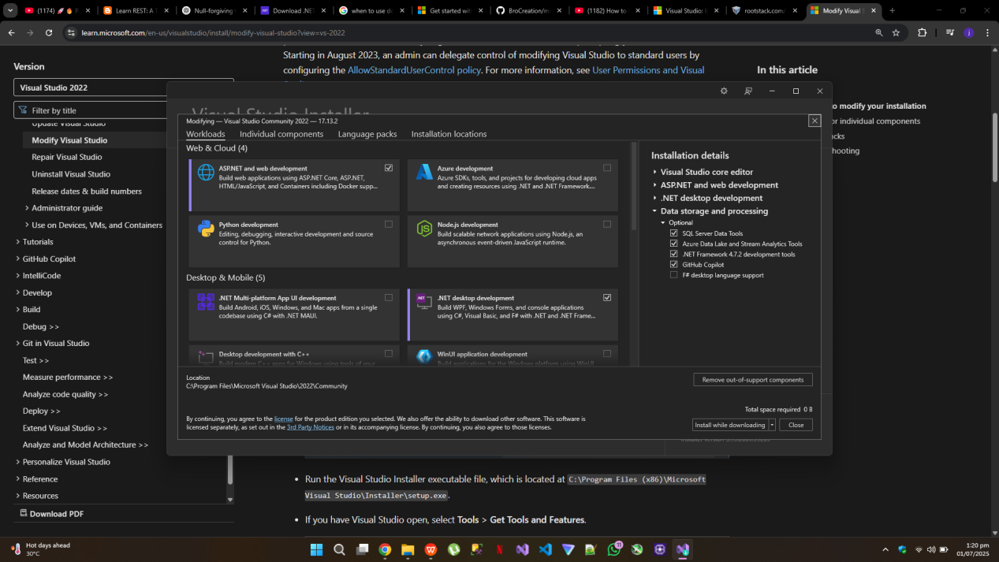 (1174) 🚀🔥 R
Learn REST: A T
Null-forgiving
Download .NE
when to use do
Get started wit
BroCreation/m
(1182) How to
Visual Studio:
rootstack.com/
Modify Visual S
learn.microsoft.com/en-us/visualstudio/install/modify-visual-studio?view=vs-2022
Version
Visual Studio 2022
Filter by title
Update Visual Studio
Modify Visual Studio
Repair Visual Studio
Uninstall Visual Studio
Release dates & build numbers
Administrator guide
Use on Devices, VMs, and Containers
Tutorials
GitHub Copilot
IntelliCode
Develop
Build
Debug >>
Git in Visual Studio
Test >>
Measure performance >>
Analyze code quality >>
Deploy >>
Extend Visual Studio >>
Analyze and Model Architecture >>
Personalize Visual Studio
Reference
Resources
Download PDF
Starting in August 2023, an admin can delegate control of modifying Visual Studio to standard users by
configuring the AllowStandardUserControl policy. For more information, see User Permissions and Visual
In this article
o modify your installation
or individual components
acks
hooting
Visual Studio Installer
Modifying — Visual Studio Community 2022 — 17.13.2
Workloads Individual components Language packs Installation locations
Web & Cloud (4)
ASP.NET and web development
Build web applications using ASP.NET Core, ASP.NET,
HTML/JavaScript, and Containers including Docker supp...
Azure development
Azure SDKs, tools, and projects for developing cloud apps
and creating resources using .NET and .NET Framework....
Python development
Editing, debugging, interactive development and source
control for Python.
Node.js development
Build scalable network applications using Node.js, an
asynchronous event-driven JavaScript runtime.
Desktop & Mobile (5)
.NET Multi-platform App UI development
Build Android, iOS, Windows, and Mac apps from a single
codebase using C# with .NET MAUI.
.NET desktop development
Build WPF, Windows Forms, and console applications
using C#, Visual Basic, and F# with .NET and .NET Frame...
Desktop development with C++
Build modern C++ apps for Windows using tools of your
WinUI application development
Build applications for the Windows platform using WinUI
Installation details
Visual Studio core editor
ASP.NET and web development
.NET desktop development
Data storage and processing
Optional
SQL Server Data Tools
Azure Data Lake and Stream Analytics Tools
.NET Framework 4.7.2 development tools
GitHub Copilot
F# desktop language support
Location
C:\Program Files\Microsoft Visual Studio\2022\Community
Remove out-of-support components
Total space required 0 B
By continuing, you agree to the license for the product edition you selected. We also offer the ability to download other software. This software is
licensed separately, as set out in the 3rd Party Notices or in its accompanying license. By continuing, you also agree to those licenses.
Install while downloading
Close
Run the Visual Studio Installer executable file, which is located at C:\Program Files (x86)\Microsoft
Visual Studio\Installer\setup.exe.
If you have Visual Studio open, select Tools > Get Tools and Features.
Hot days ahead
30°C
11
1:20 pm
01/07/2025